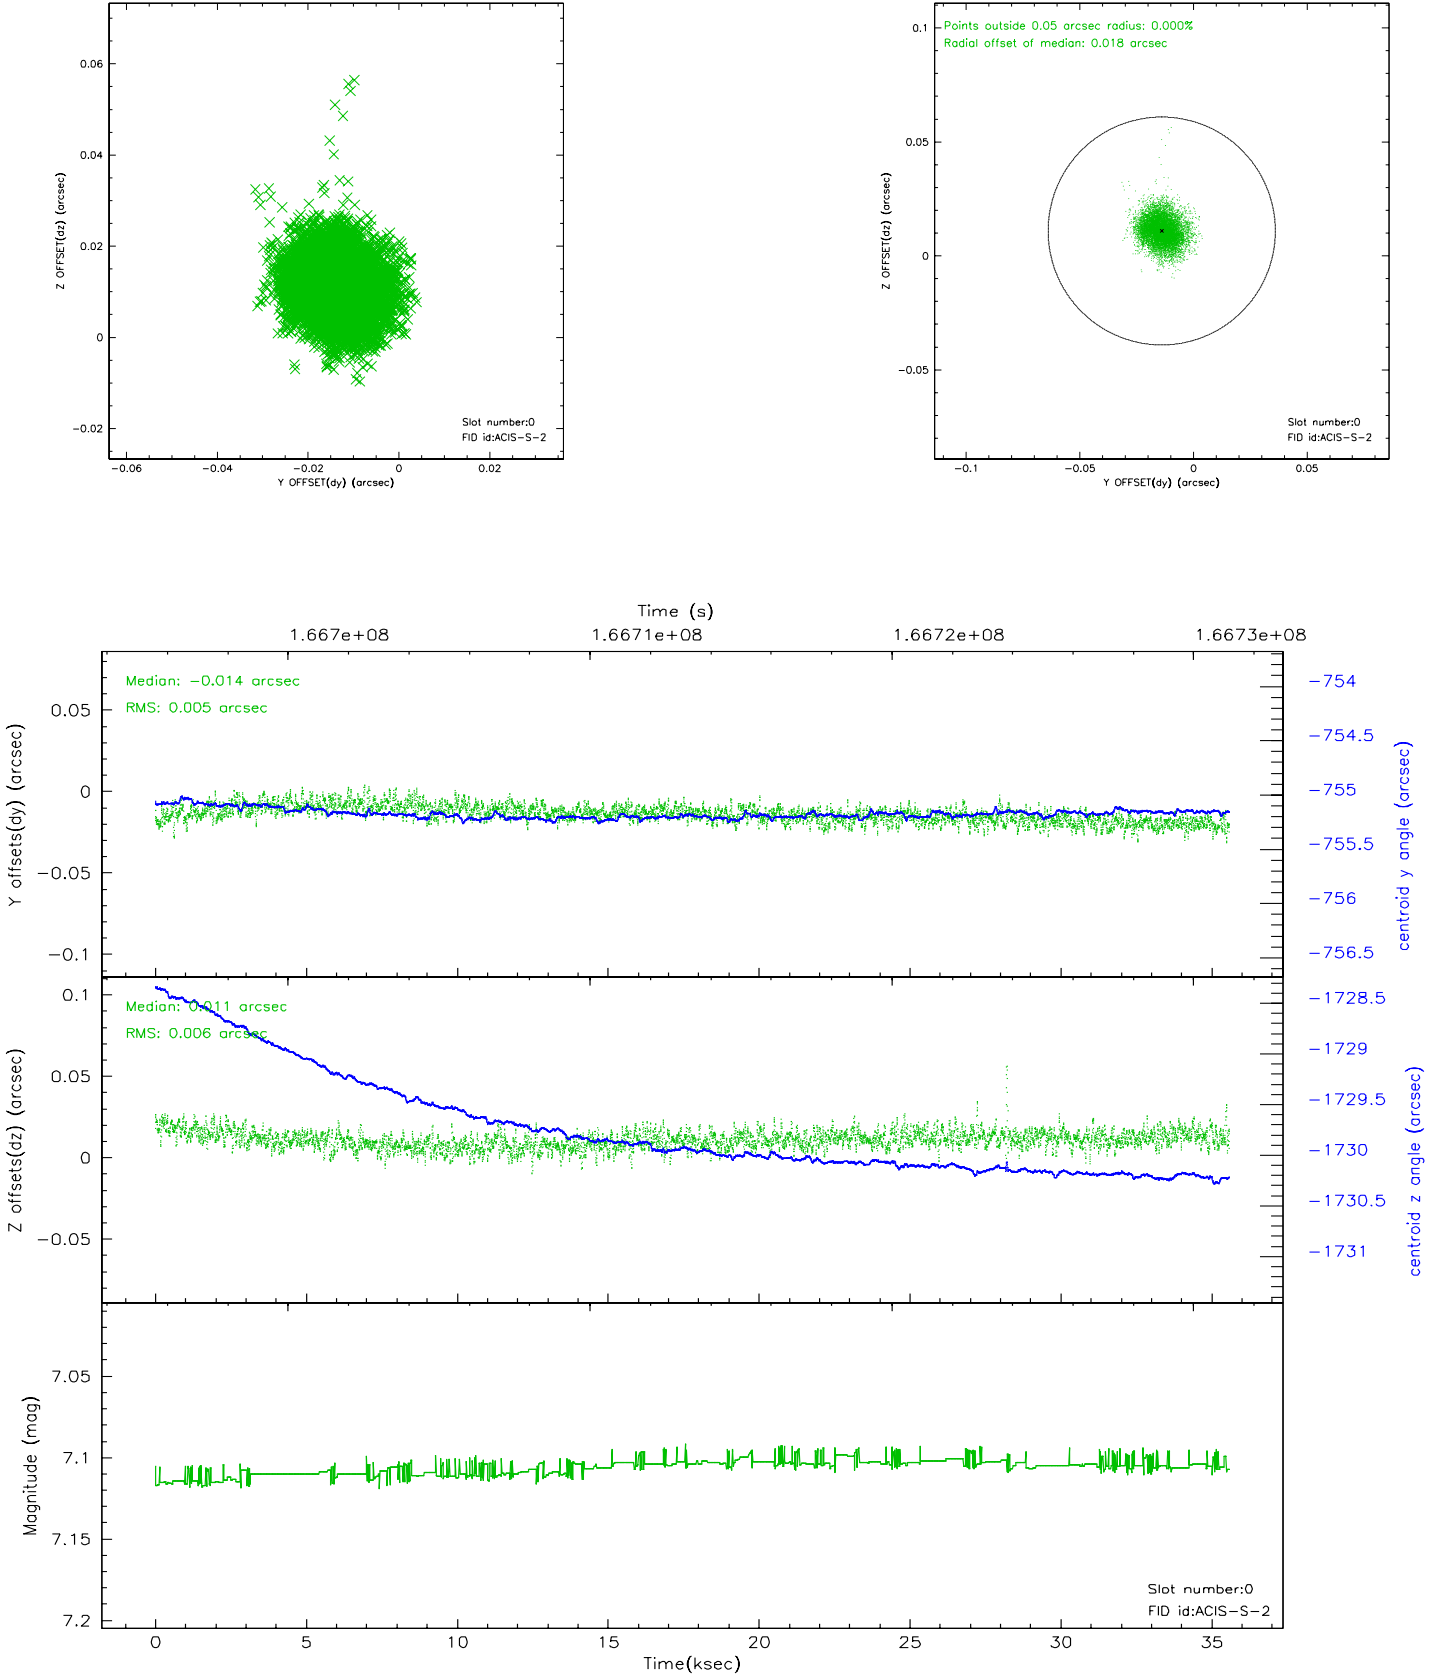 0.06
0.04
0.02
0
−0.02
Z OFFSET(dz) (arcsec)
Slot number:0
FID id:ACIS−S−2
−0.06 −0.04 −0.02 0 0.02
Y OFFSET(dy) (arcsec)
Points outside 0.05 arcsec radius: 0.000%
Radial offset of median: 0.018 arcsec
0.1
0.05
0
−0.05
Z OFFSET(dz) (arcsec)
Slot number:0
FID id:ACIS−S−2
−0.1 −0.05 0 0.05
Y OFFSET(dy) (arcsec)
Time (s)
1.667e+08 1.6671e+08 1.6672e+08 1.6673e+08
Median: −0.014 arcsec
RMS: 0.005 arcsec
0.05
0
−0.05
−0.1
Y offsets(dy) (arcsec)
−754
−754.5
−755
−755.5
−756
−756.5
centroid y angle (arcsec)
Median: 0.011 arcsec
RMS: 0.006 arcsec
0.1
0.05
0
−0.05
Z offsets(dz) (arcsec)
−1728.5
−1729
−1729.5
−1730
−1730.5
−1731
centroid z angle (arcsec)
7.05
7.1
7.15
7.2
Magnitude (mag)
Slot number:0
FID id:ACIS−S−2
0 5 10 15 20 25 30 35
Time(ksec)